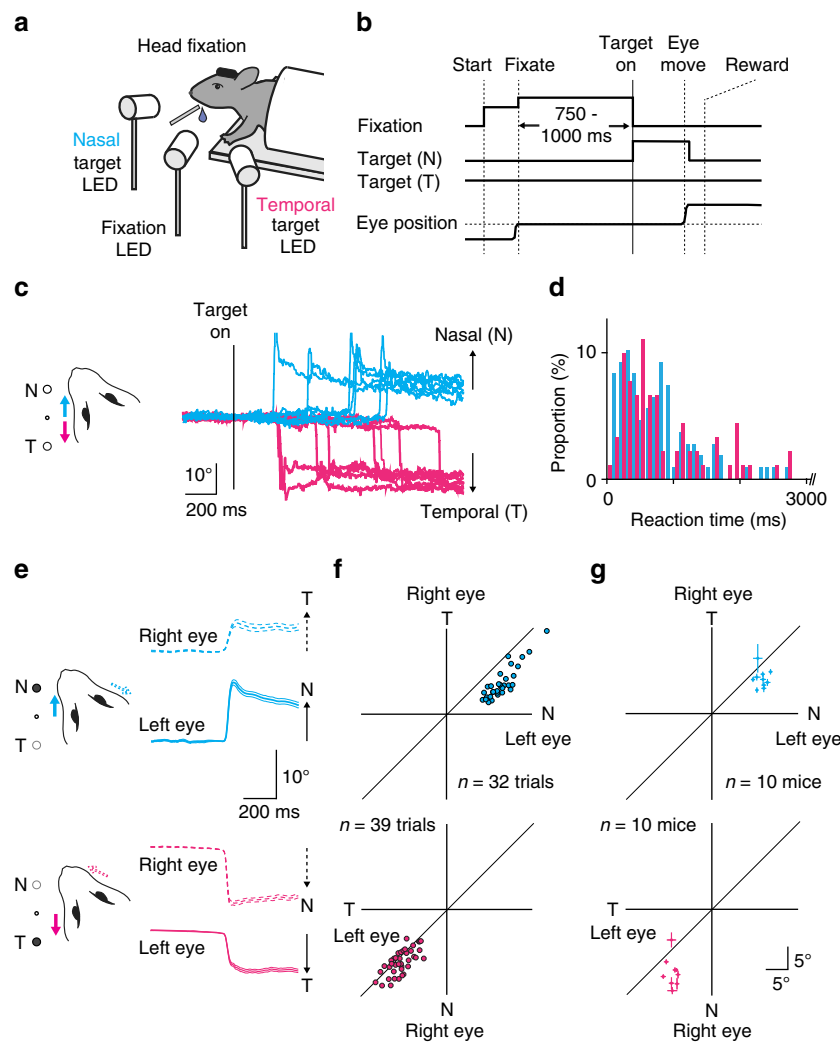 a
Head fixation
Nasal
target
LED
Fixation
LED
Temporal
target
LED
b
Start
Fixate
Target
on
Eye
move
Reward
Fixation
750 -
1000 ms
Target (N)
Target (T)
Eye position
c
N
T
Target
on
Nasal (N)
10°
200 ms
Temporal (T)
d
10
0
Proportion (%)
0
3000
Reaction time (ms)
e
T
Right eye
N
T
N
Left eye
10°
200 ms
Right eye
N
N
T
Left eye
T
f
Right eye
T
N
Left eye
n = 32 trials
n = 39 trials
T
Left eye
N
Right eye
g
Right eye
T
N
Left eye
n = 10 mice
n = 10 mice
T
Left eye
5°
5°
N
Right eye